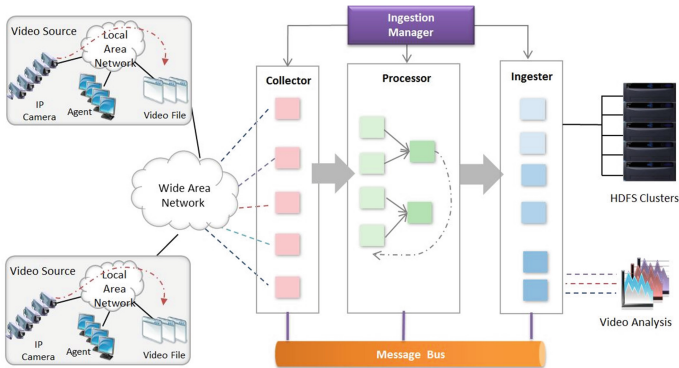 Video Source
Local
Area
Network
IP
Camera
Agent
Video File
Wide Area
Network
Video Source
Local
Area
Network
IP
Camera
Agent
Video File
Ingestion
Manager
Collector
Processor
Ingester
HDFS Clusters
Video Analysis
Message Bus